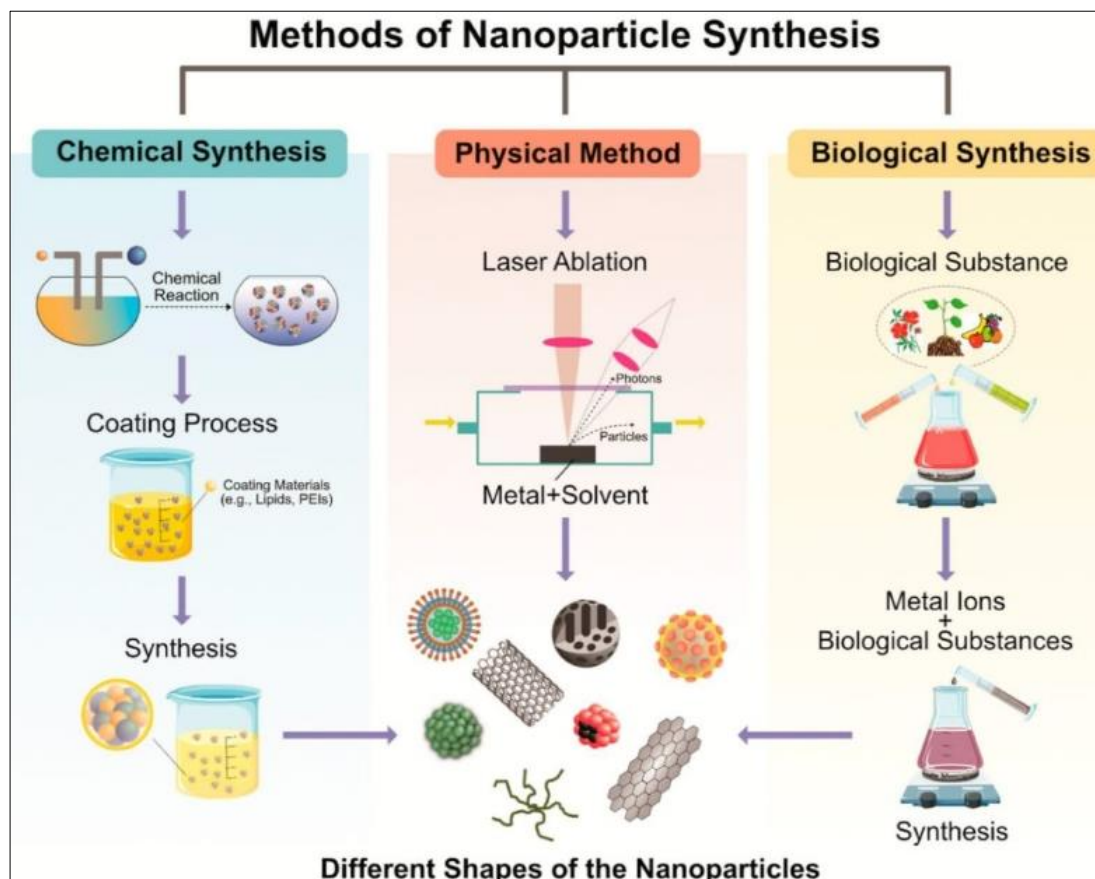 Methods of Nanoparticle Synthesis
Chemical Synthesis
Chemical
Reaction
Coating Process
Coating Materials
(e.g., Lipids, PEIs)
Synthesis
Physical Method
Laser Ablation
Photons
Particles
Metal+Solvent
Biological Synthesis
Biological Substance
Metal Ions
+
Biological Substances
Synthesis
Different Shapes of the Nanoparticles